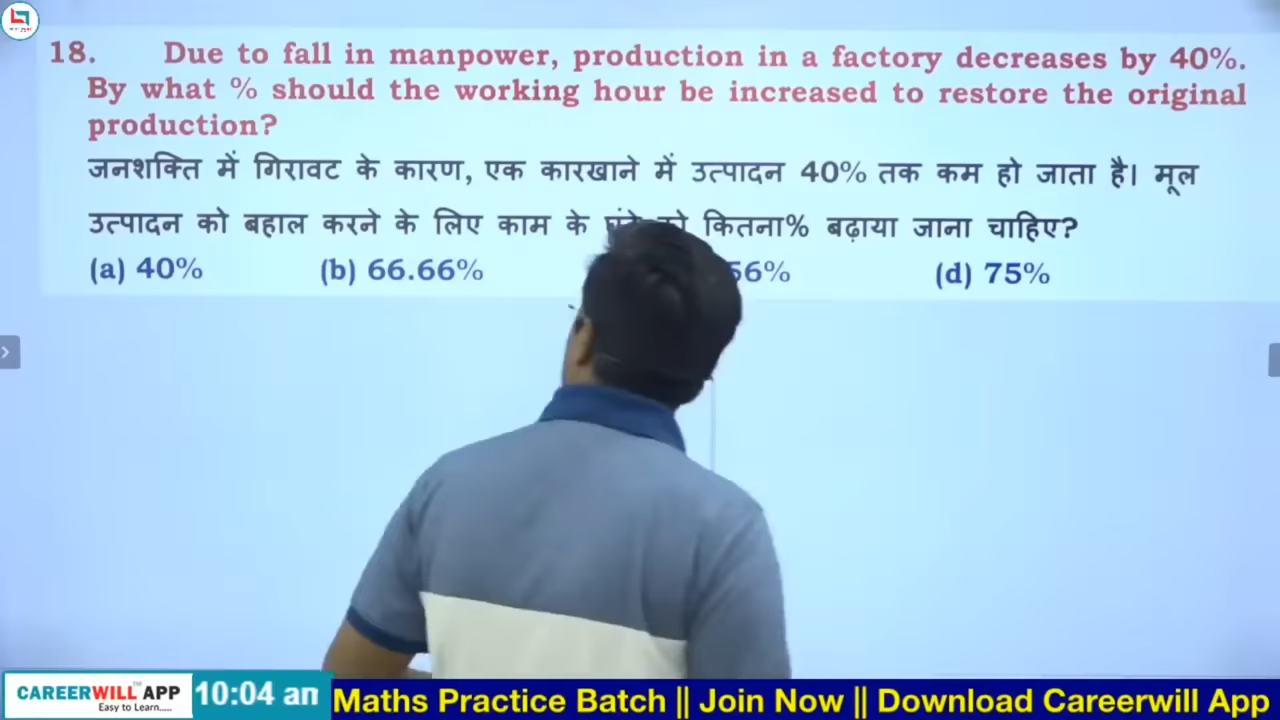 18. Due to fall in manpower, production in a factory decreases by 40%.
By what % should the working hour be increased to restore the original
production?
जनशक्ति में गिरावट के कारण, एक कारखाने में उत्पादन 40% तक कम हो जाता है। मूल
उत्पादन को बहाल करने के लिए काम के कितना% बढ़ाया जाना चाहिए?
(a) 40% (b) 66.66% 56% (d) 75%
CAREERWILL APP
Easy to Learn.....
10:04 an
Maths Practice Batch || Join Now || Download Careerwill App